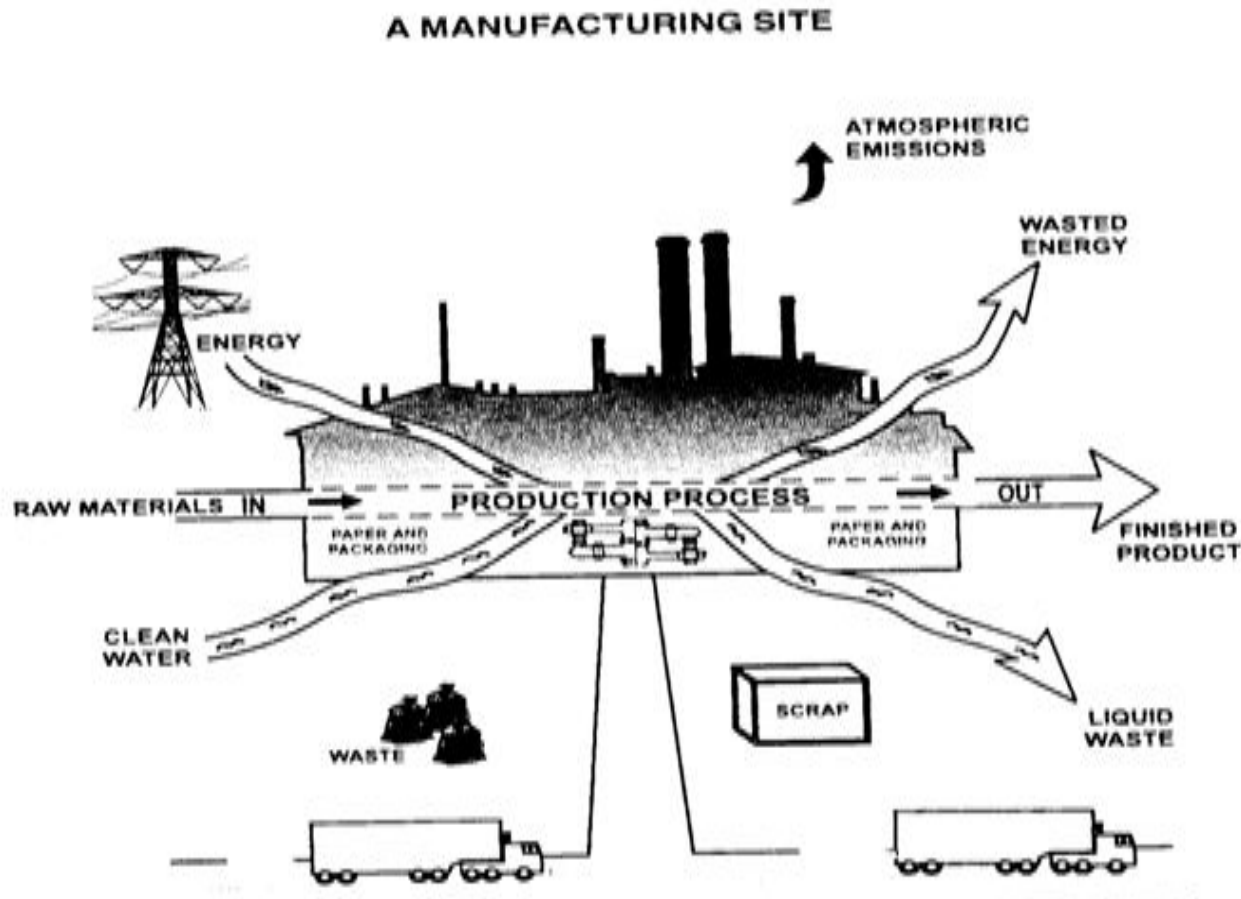 A MANUFACTURING SITE
ATMOSPHERIC
EMISSIONS
WASTED
ENERGY
ENERGY
RAW MATERIALS IN
PRODUCTION PROCESS
OUT
PAPER AND
PACKAGING
PAPER AND
PACKAGING
FINISHED
PRODUCT
CLEAN
WATER
SCRAP
WASTE
LIQUID
WASTE